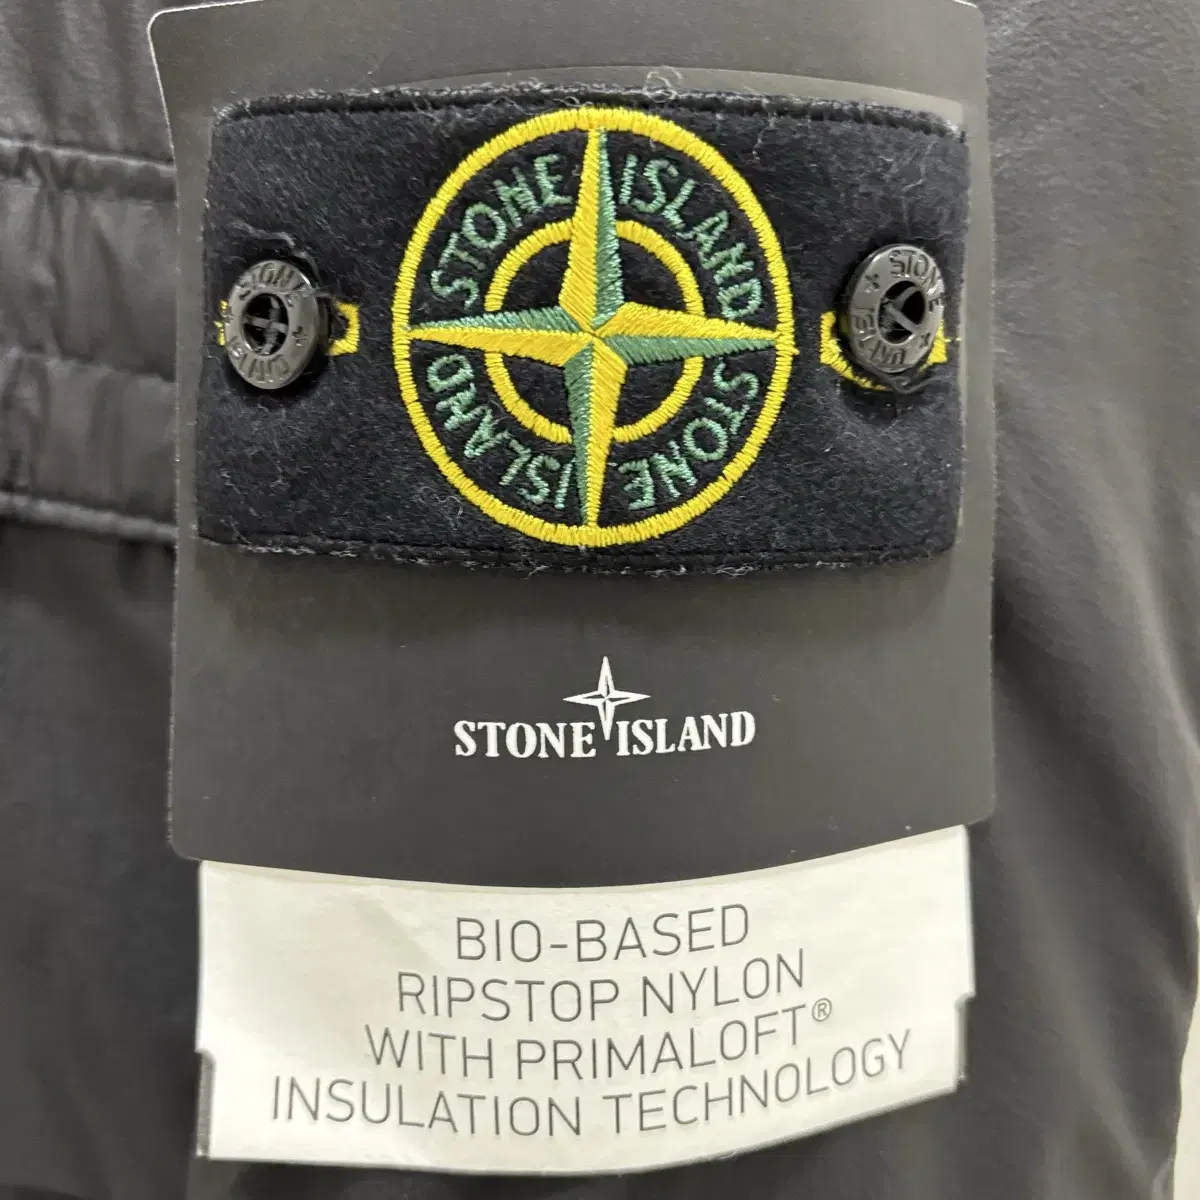 STONE ISLAND
STONE ISLAND
STONE ISLAND
STONE ISLAND
STONE ISLAND
BIO-BASED
RIPSTOP NYLON
WITH PRIMALOFT®
INSULATION TECHNOLOGY